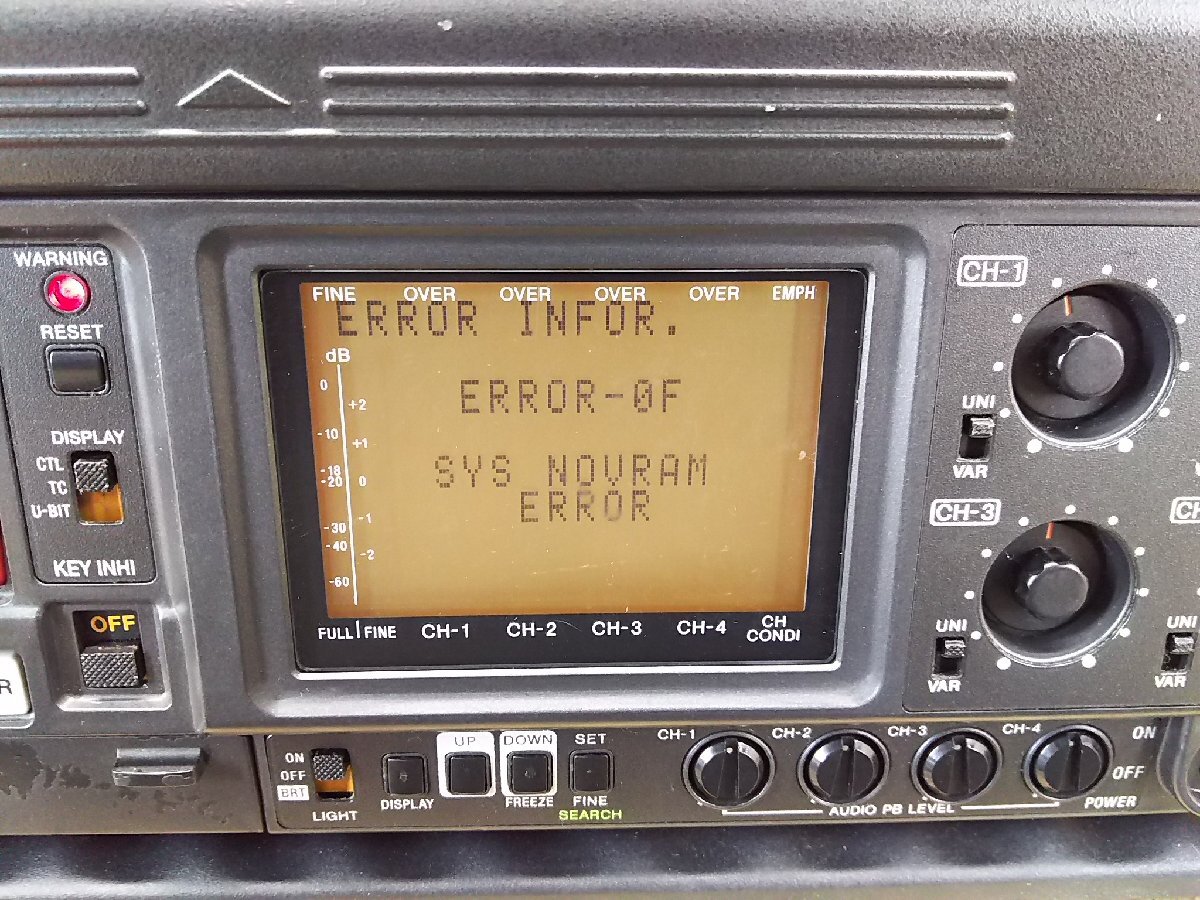 WARNING
RESET
DISPLAY
CTL
TC
U-BIT
KEY INHI
OFF
R
FINE OVER OVER OVER OVER EMPH
ERROR INFOR.
dB
0
+2
-10
+1
-18
-20
0
-30
-1
-40
-2
-60
ERROR-0F
SYS NOVRAM
ERROR
FULL FINE CH-1 CH-2 CH-3 CH-4 CH
CONDI
CH-1
UNI
VAR
CH-3
UNI
VAR
CH
UNI
VAR
ON
OFF
BRT
LIGHT
DISPLAY
UP
DOWN
FREEZE
SET
FINE
SEARCH
CH-1 CH-2 CH-3 CH-4
AUDIO PB LEVEL
ON
OFF
POWER